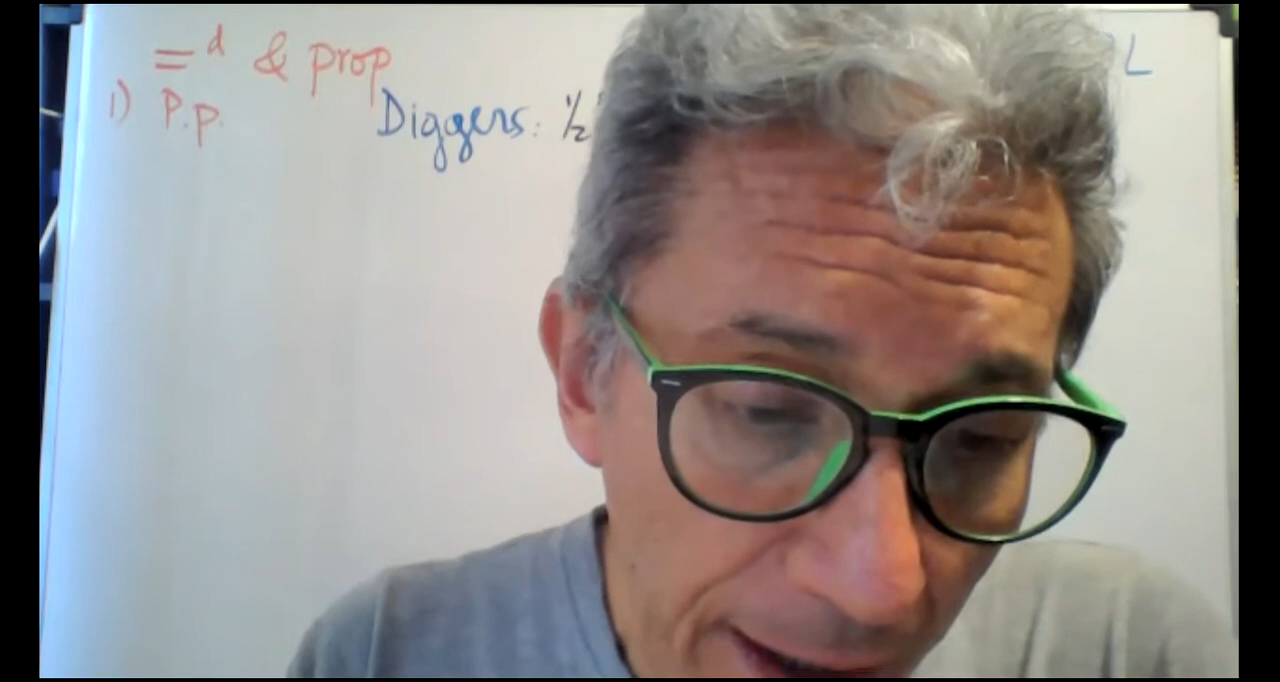 =ᵈ & prop
1) P.p.
Diggers: ½
L